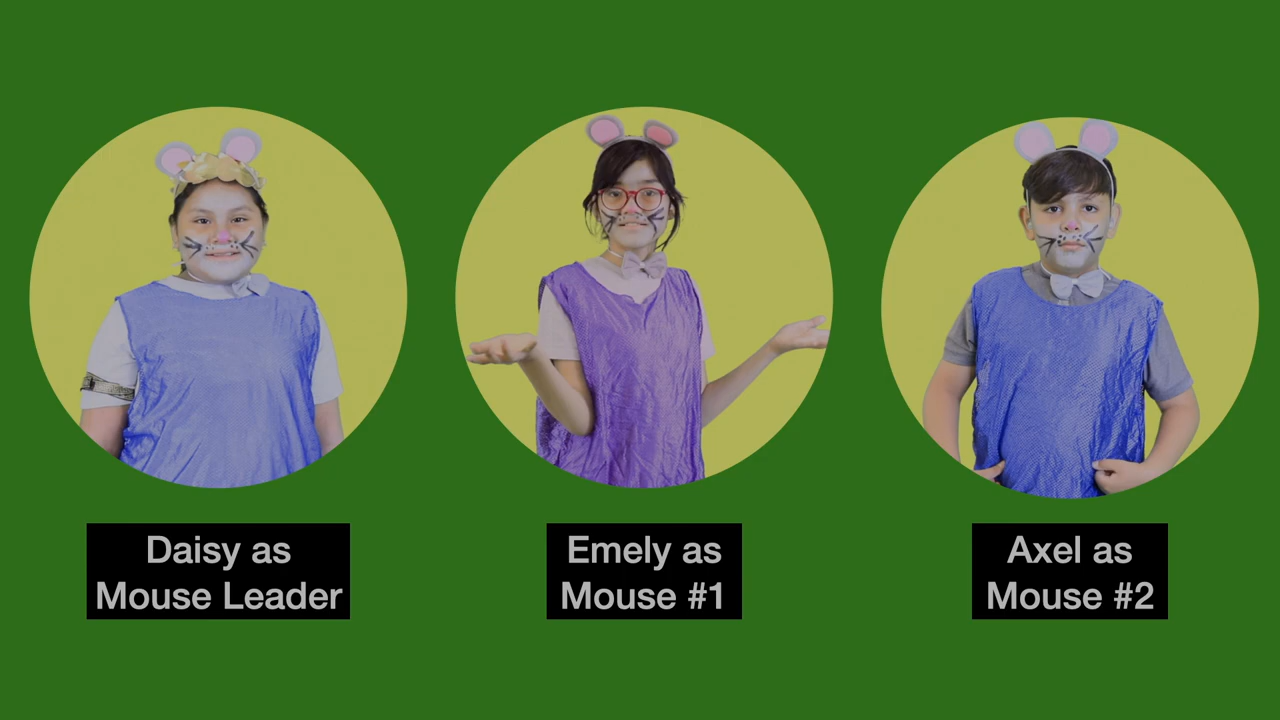 Daisy as
Mouse Leader
Emely as
Mouse #1
Axel as
Mouse #2